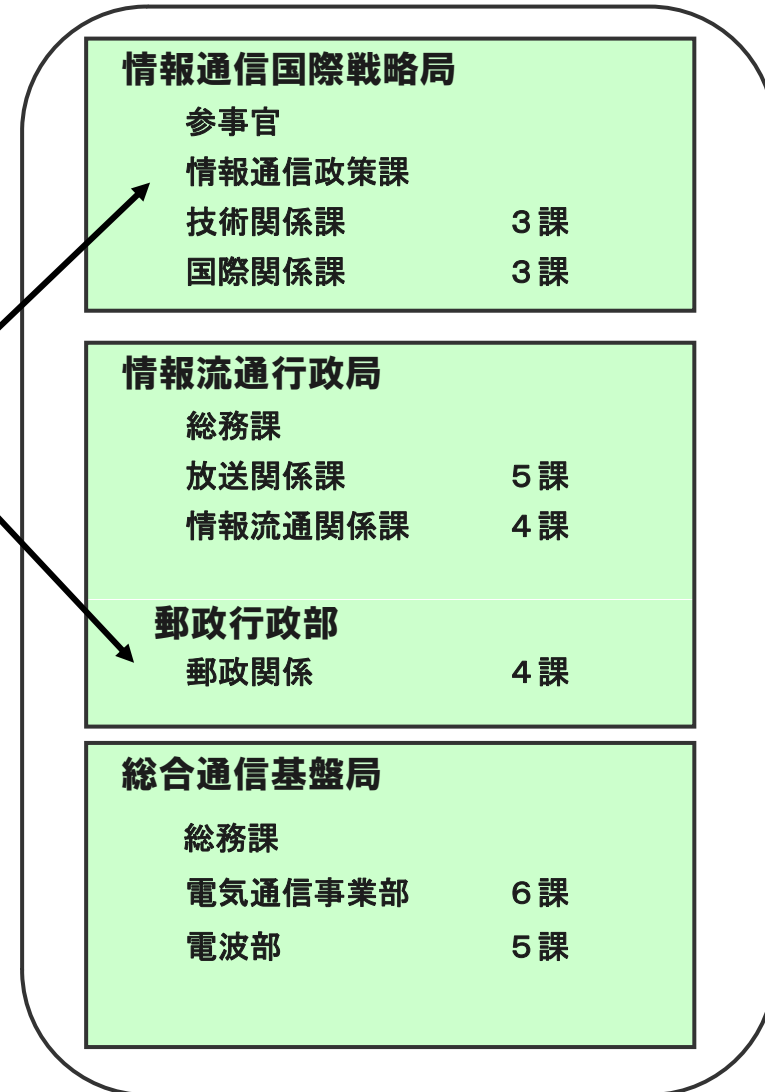 情報通信国際戦略局
参事官
情報通信政策課
技術関係課 ３課
国際関係課 ３課
情報流通行政局
総務課
放送関係課 ５課
情報流通関係課 ４課
郵政行政部
郵政関係 ４課
総合通信基盤局
総務課
電気通信事業部 ６課
電波部 ５課